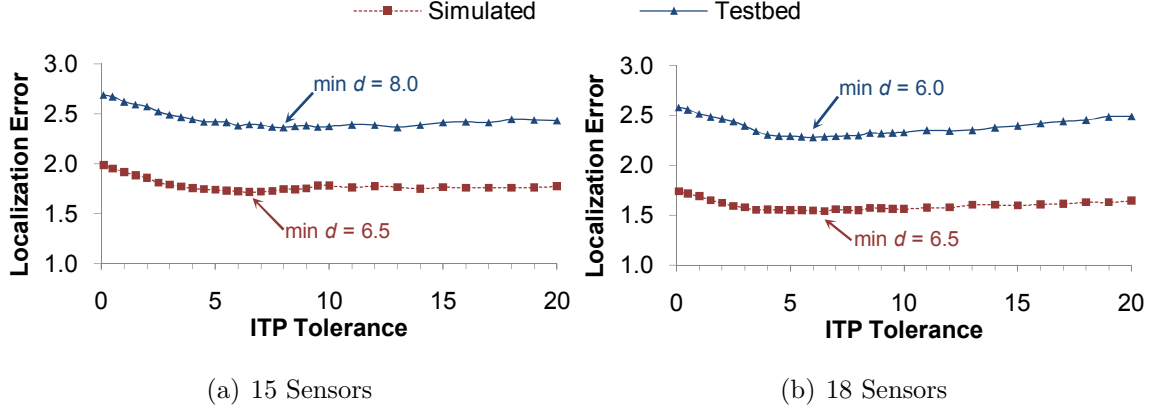 Simulated
Testbed
Localization Error
3.0
2.5
2.0
1.5
1.0
min d = 8.0
min d = 6.5
0
5
10
15
20
ITP Tolerance
(a) 15 Sensors
Localization Error
3.0
2.5
2.0
1.5
1.0
min d = 6.0
min d = 6.5
0
5
10
15
20
ITP Tolerance
(b) 18 Sensors